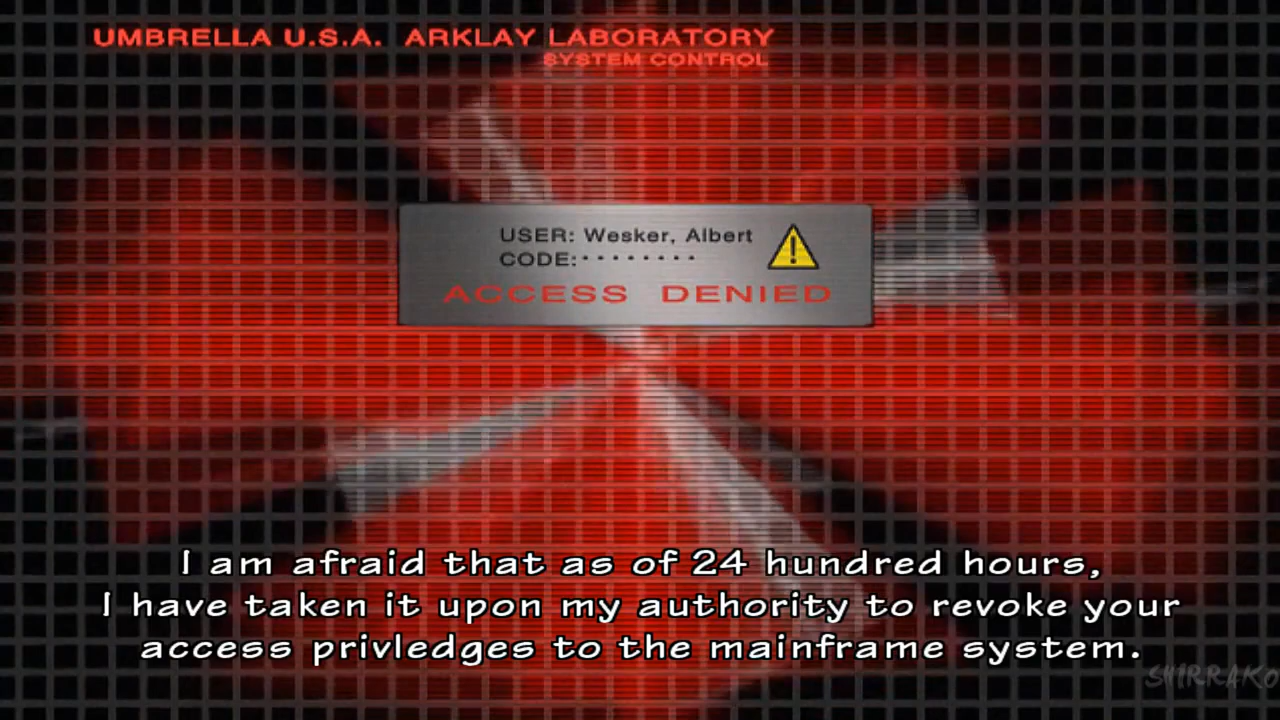 UMBRELLA U.S.A. ARKLAY LABORATORY
SYSTEM CONTROL
USER: Wesker, Albert
CODE:········
ACCESS DENIED
I am afraid that as of 24 hundred hours,
I have taken it upon my authority to revoke your
access privledges to the mainframe system.
SHIRRAKO